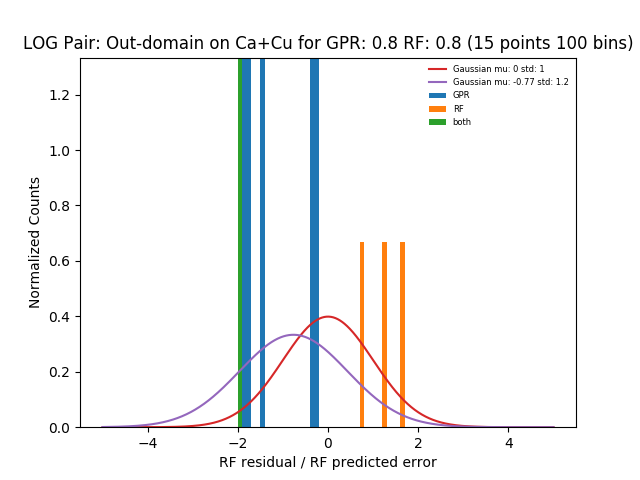 LOG Pair: Out-domain on Ca+Cu for GPR: 0.8 RF: 0.8 (15 points 100 bins)
Gaussian mu: 0 std: 1
Gaussian mu: -0.77 std: 1.2
GPR
RF
both
Normalized Counts
1.2
1.0
0.8
0.6
0.4
0.2
0.0
−4 −2 0 2 4
RF residual / RF predicted error